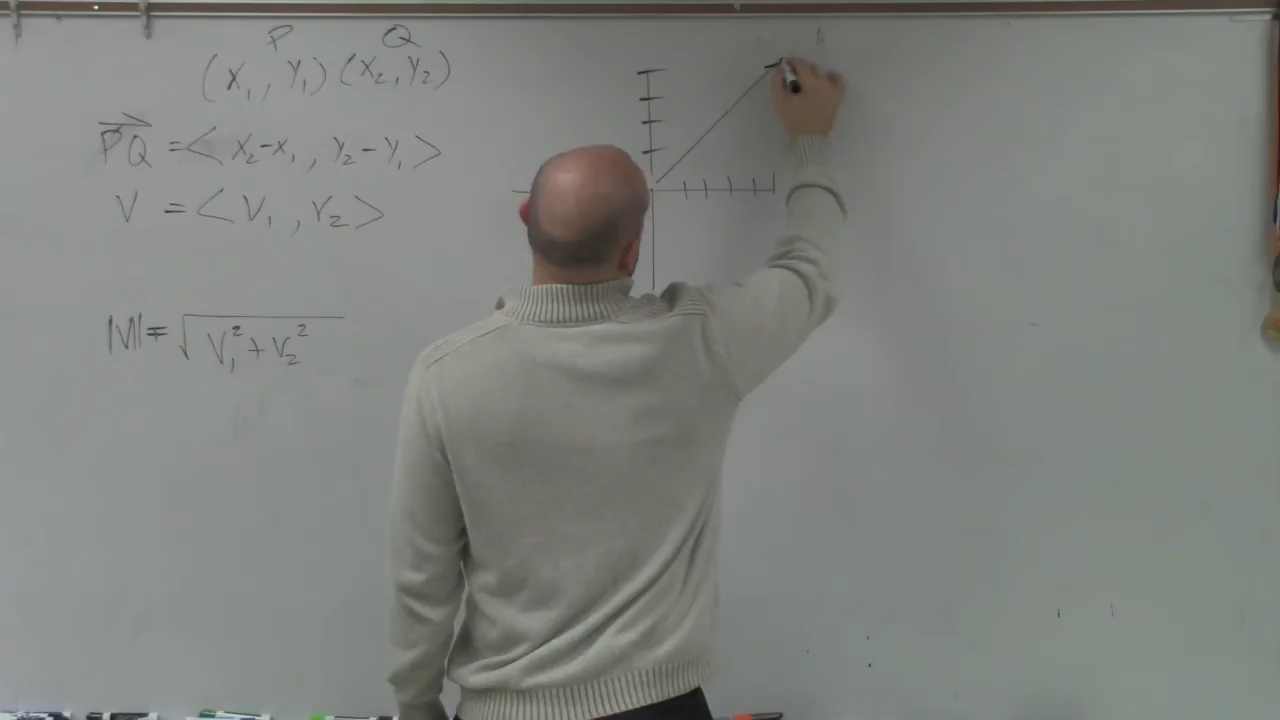 P Q
(x₁, y₁) (x₂, y₂)
PQ = < x₂-x₁, y₂-y₁ >
V = < V₁, V₂ >
|V| = √V₁² + V₂²